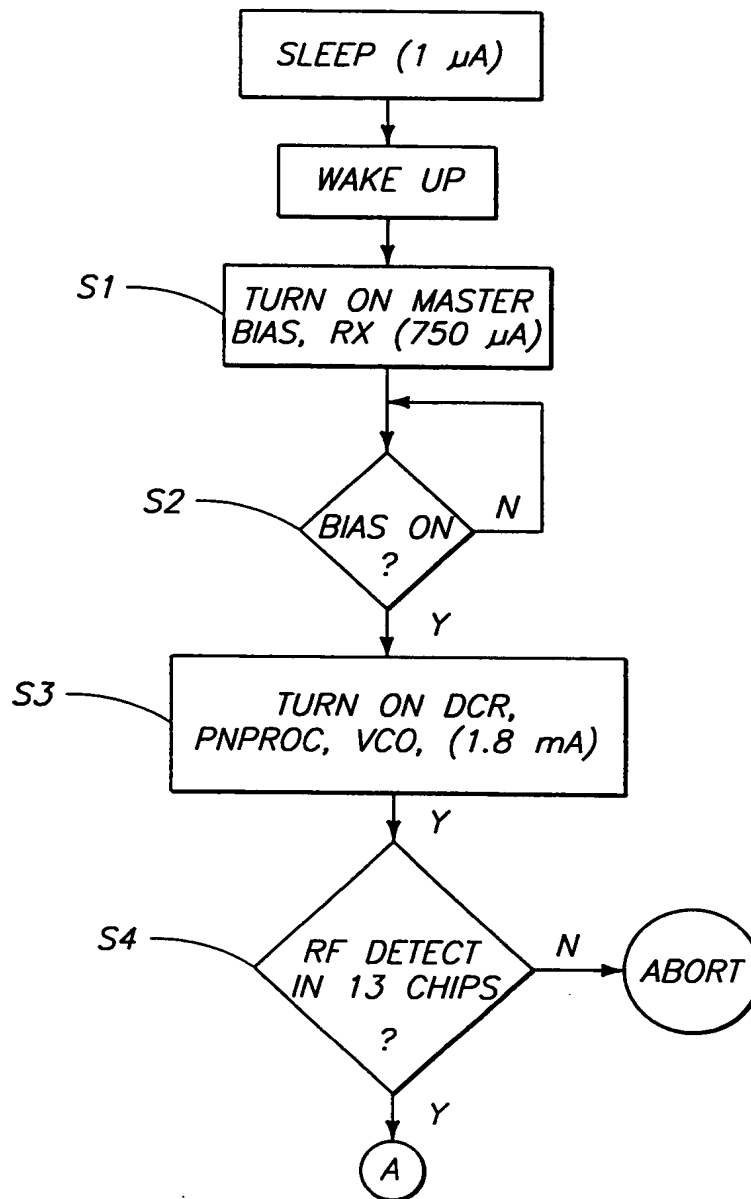 SLEEP (1 μA)
WAKE UP
S1
TURN ON MASTER
BIAS, RX (750 μA)
S2
BIAS ON
?
N
Y
S3
TURN ON DCR,
PNPROC, VCO, (1.8 mA)
Y
S4
RF DETECT
IN 13 CHIPS
?
N
ABORT
Y
A